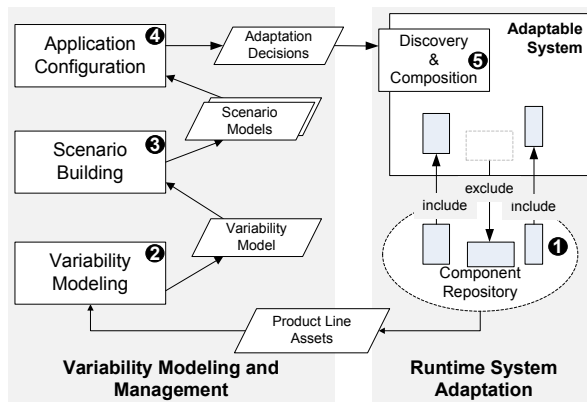 Application
Configuration
4
Adaptation
Decisions
Discovery
&
Composition
5
Adaptable
System
Scenario
Models
Scenario
Building
3
include
exclude
include
Variability
Model
Variability
Modeling
2
1
Component
Repository
Product Line
Assets
Variability Modeling and
Management
Runtime System
Adaptation